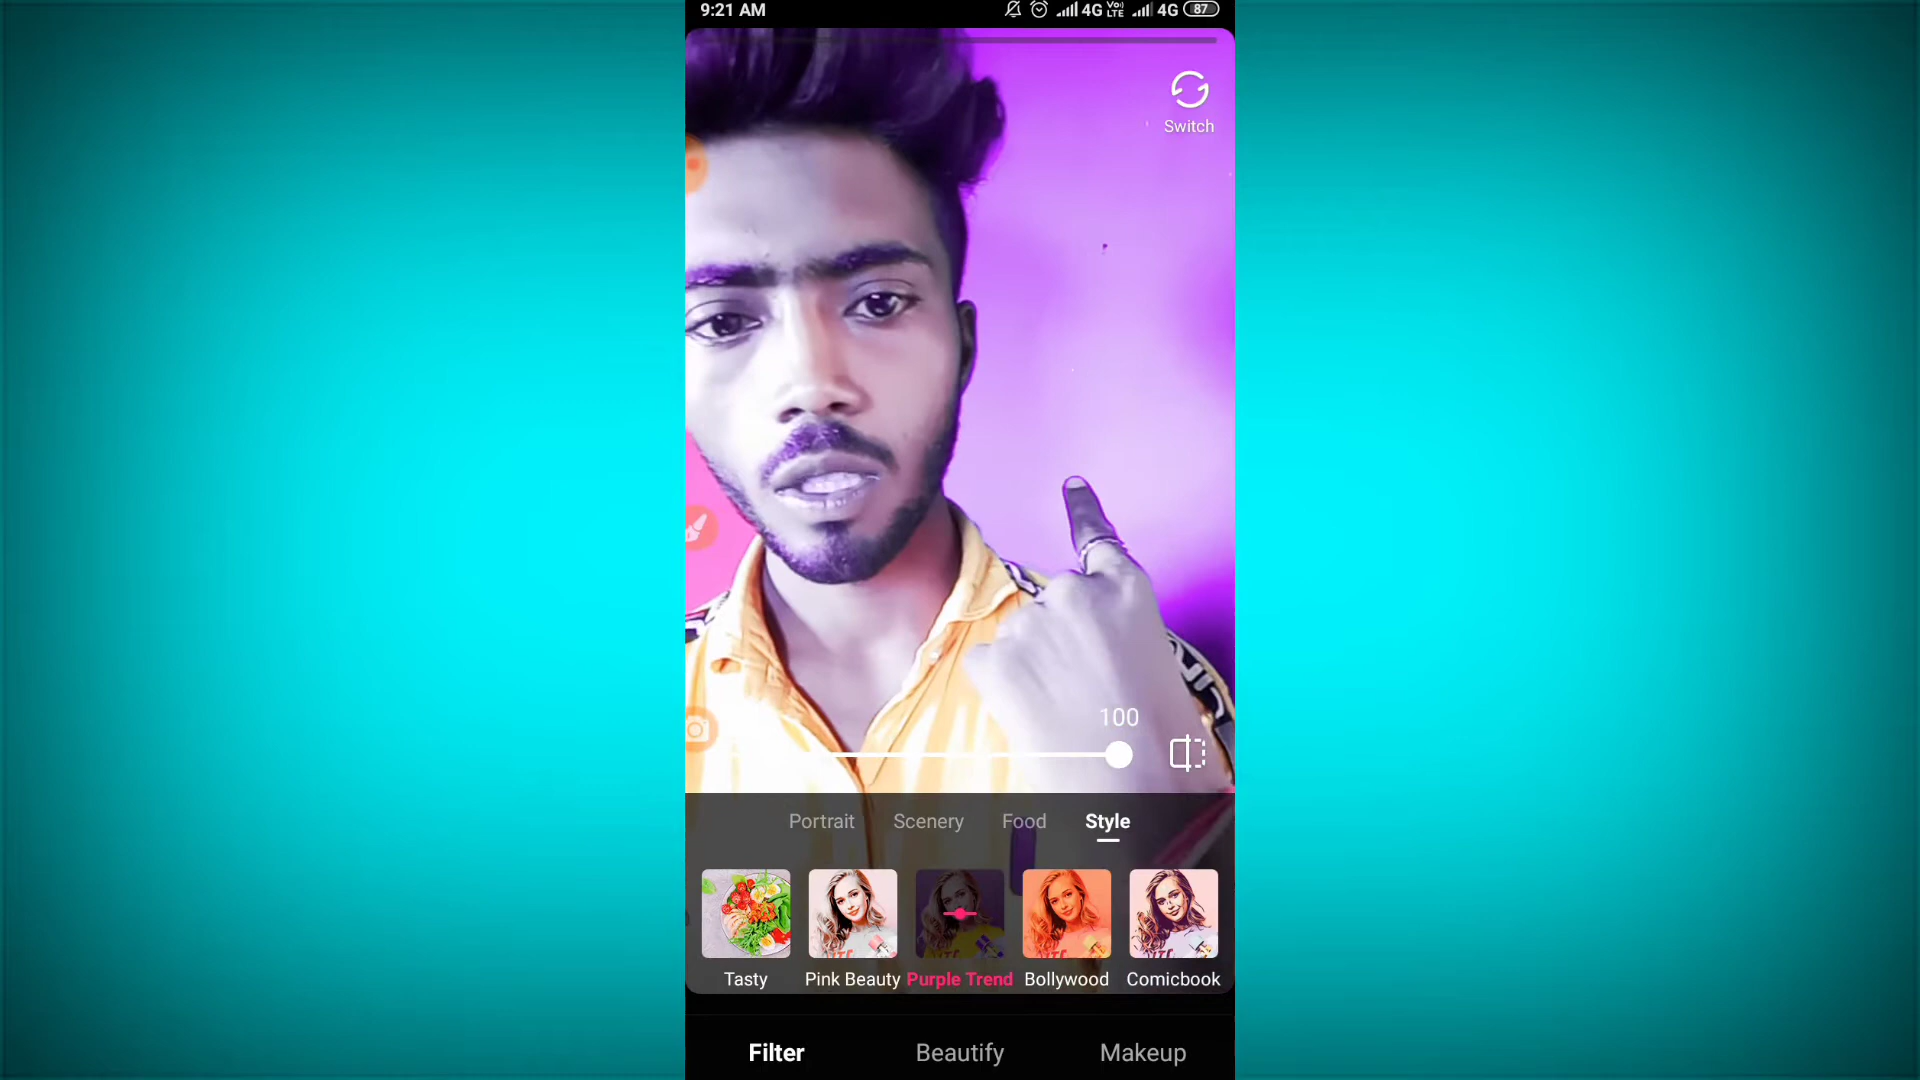 9:21 AM
4G VoLTE 4G 87
Switch
100
Portrait Scenery Food Style
Tasty Pink Beauty Purple Trend Bollywood Comicbook
Filter Beautify Makeup